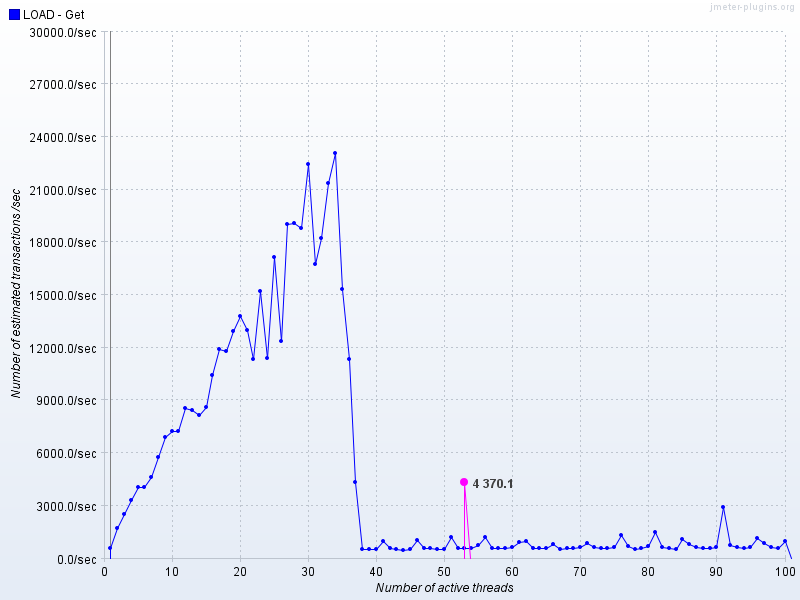 jmeter-plugins.org
LOAD - Get
30000.0/sec
27000.0/sec
24000.0/sec
21000.0/sec
18000.0/sec
15000.0/sec
12000.0/sec
9000.0/sec
6000.0/sec
3000.0/sec
0.0/sec
Number of estimated transactions /sec
4 370.1
0 10 20 30 40 50 60 70 80 90 100
Number of active threads